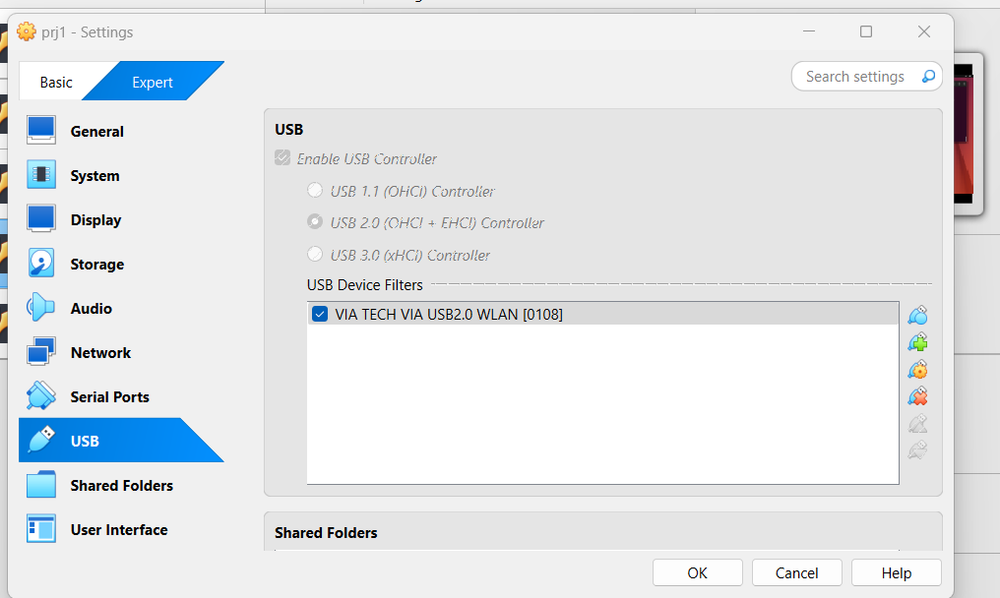 prj1 - Settings
Basic
Expert
Search settings
General
System
Display
Storage
Audio
Network
Serial Ports
USB
Shared Folders
User Interface
USB
Enable USB Controller
USB 1.1 (OHCI) Controller
USB 2.0 (OHCI + EHCI) Controller
USB 3.0 (xHCI) Controller
USB Device Filters
VIA TECH VIA USB2.0 WLAN [0108]
Shared Folders
OK
Cancel
Help